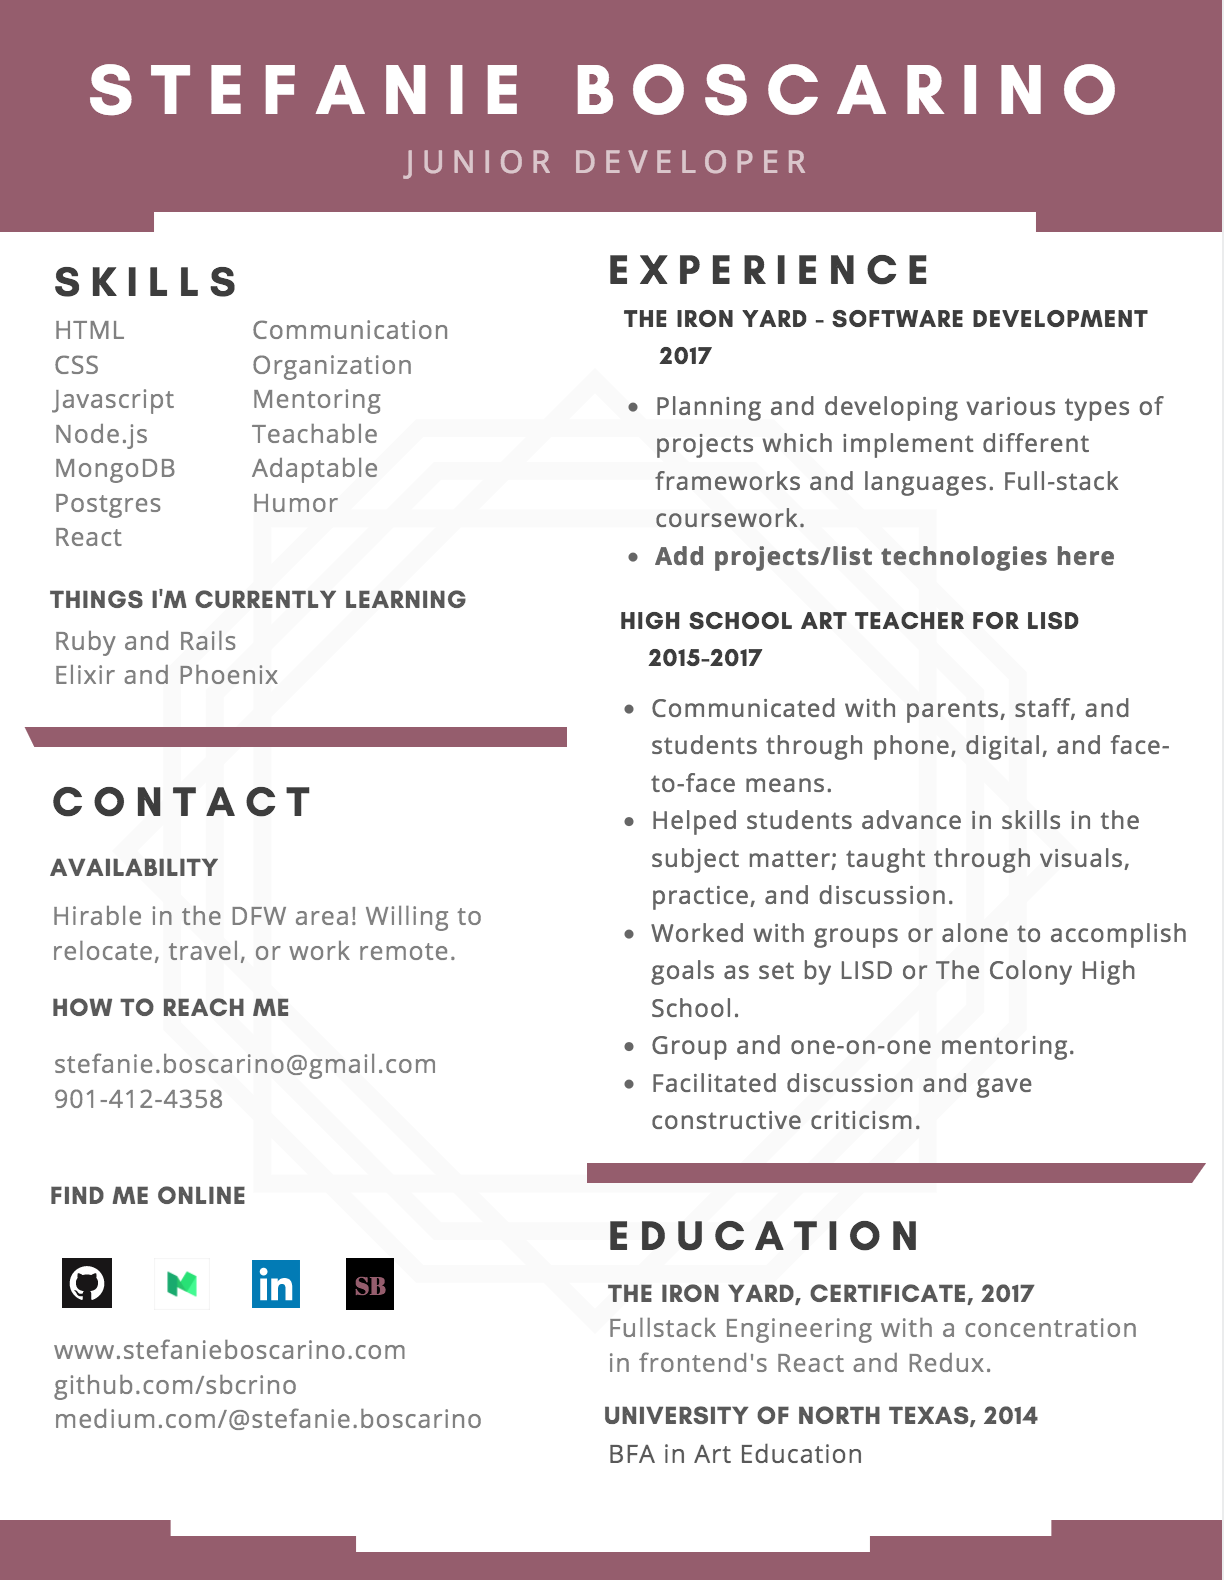 STEFANIE BOSCARINO
JUNIOR DEVELOPER
SKILLS
HTML
CSS
Javascript
Node.js
MongoDB
Postgres
React
Communication
Organization
Mentoring
Teachable
Adaptable
Humor
THINGS I'M CURRENTLY LEARNING
Ruby and Rails
Elixir and Phoenix
CONTACT
AVAILABILITY
Hirable in the DFW area! Willing to
relocate, travel, or work remote.
HOW TO REACH ME
stefanie.boscarino@gmail.com
901-412-4358
FIND ME ONLINE
in
SB
www.stefanieboscarino.com
github.com/sbcrino
medium.com/@stefanie.boscarino
EXPERIENCE
THE IRON YARD - SOFTWARE DEVELOPMENT
2017
• Planning and developing various types of
projects which implement different
frameworks and languages. Full-stack
coursework.
• Add projects/list technologies here
HIGH SCHOOL ART TEACHER FOR LISD
2015-2017
• Communicated with parents, staff, and
students through phone, digital, and face-
to-face means.
• Helped students advance in skills in the
subject matter; taught through visuals,
practice, and discussion.
• Worked with groups or alone to accomplish
goals as set by LISD or The Colony High
School.
• Group and one-on-one mentoring.
• Facilitated discussion and gave
constructive criticism.
EDUCATION
THE IRON YARD, CERTIFICATE, 2017
Fullstack Engineering with a concentration
in frontend's React and Redux.
UNIVERSITY OF NORTH TEXAS, 2014
BFA in Art Education